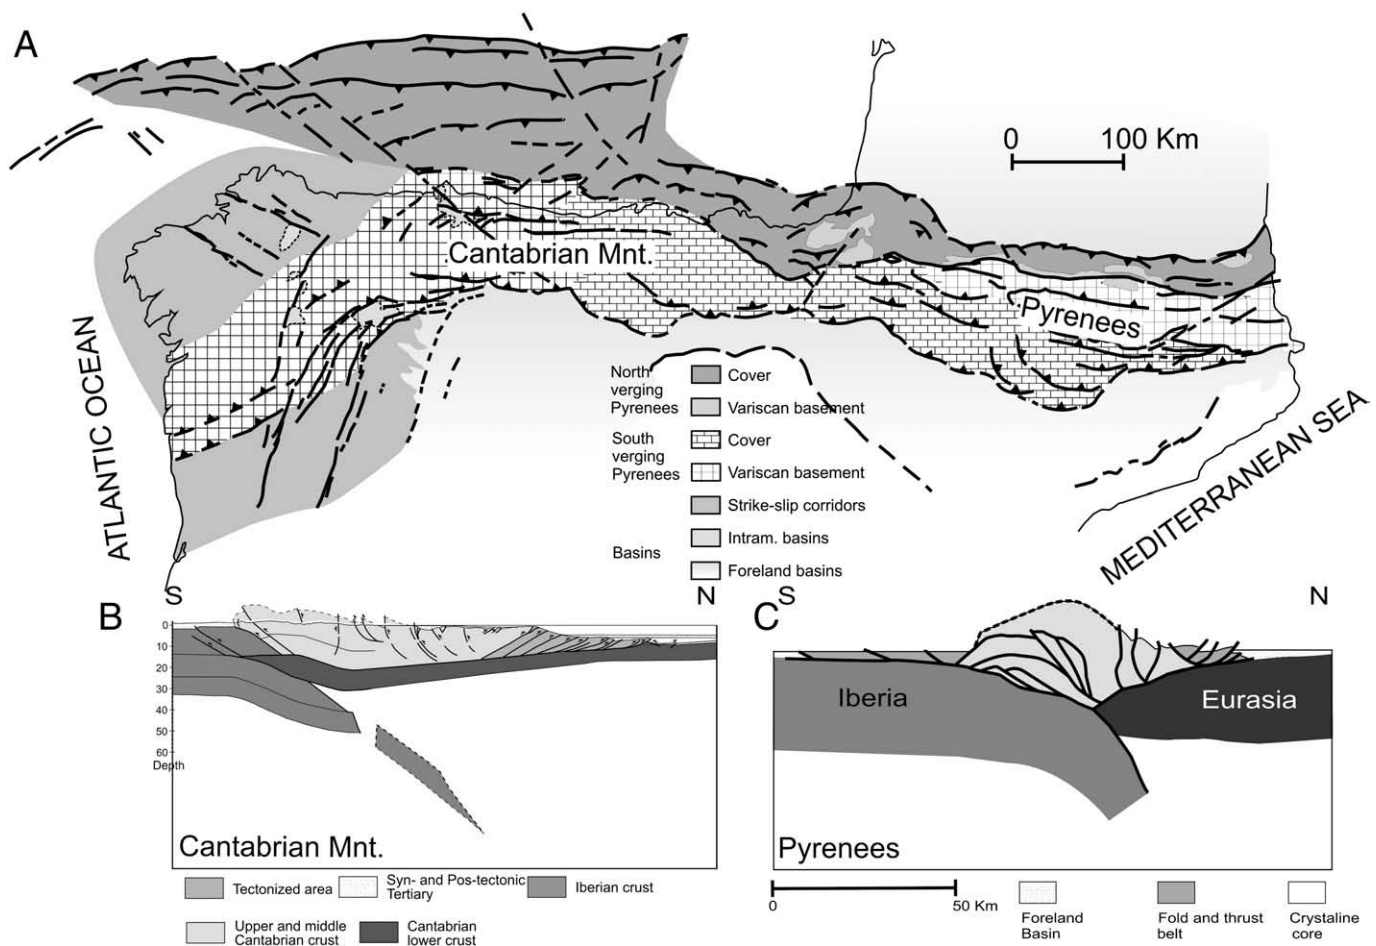 A
0 100 Km
Cantabrian Mnt.
Pyrenees
ATLANTIC OCEAN
MEDITERRANEAN SEA
North
verging
Pyrenees
Cover
Variscan basement
South
verging
Pyrenees
Cover
Variscan basement
Strike-slip corridors
Basins
Intram. basins
Foreland basins
B
S
N
0
10
20
30
40
50
60
Depth
Cantabrian Mnt.
Tectonized area
Syn- and Pos-tectonic
Tertiary
Iberian crust
Upper and middle
Cantabrian crust
Cantabrian
lower crust
C
S
N
Iberia
Eurasia
Pyrenees
0 50 Km
Foreland
Basin
Fold and thrust
belt
Crystaline
core